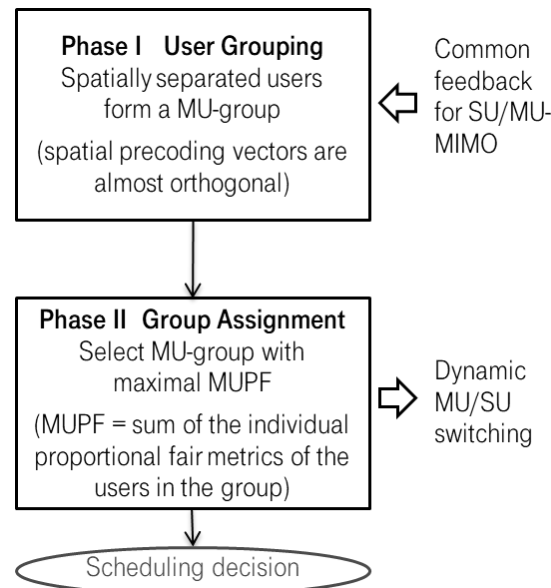 Phase I User Grouping
Spatially separated users
form a MU-group
(spatial precoding vectors are
almost orthogonal)
Common
feedback
for SU/MU-
MIMO
Phase II Group Assignment
Select MU-group with
maximal MUPF
(MUPF = sum of the individual
proportional fair metrics of the
users in the group)
Dynamic
MU/SU
switching
Scheduling decision